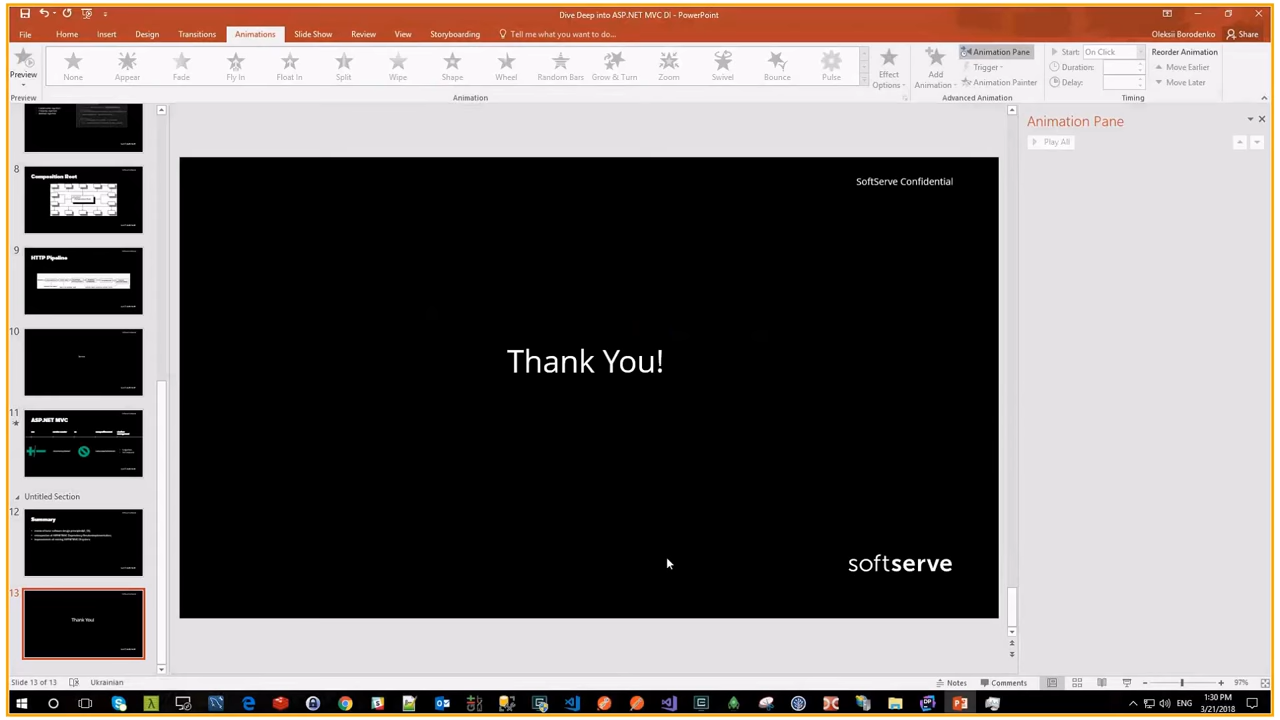 Dive Deep into ASP.NET MVC DI - PowerPoint
File Home Insert Design Transitions Animations Slide Show Review View Storyboarding Tell me what you want to do... Oleksii Borodenko Share
Preview None Appear Fade Fly In Float In Split Wipe Shape Wheel Random Bars Grow & Turn Zoom Swivel Bounce Pulse
Effect Options Add Animation
Animation Pane
Trigger
Animation Painter
Start: On Click
Duration:
Delay:
Reorder Animation
Move Earlier
Move Later
Preview Animation Advanced Animation Timing
Animation Pane
Play All
8
Composition Root
9
HTTP Pipeline
10
11
ASP.NET MVC
Untitled Section
12
Summary
13
Thank You!
SoftServe Confidential
Thank You!
softserve
Slide 13 of 13 Ukrainian Notes Comments 97%
ENG 1:30 PM
3/21/2018